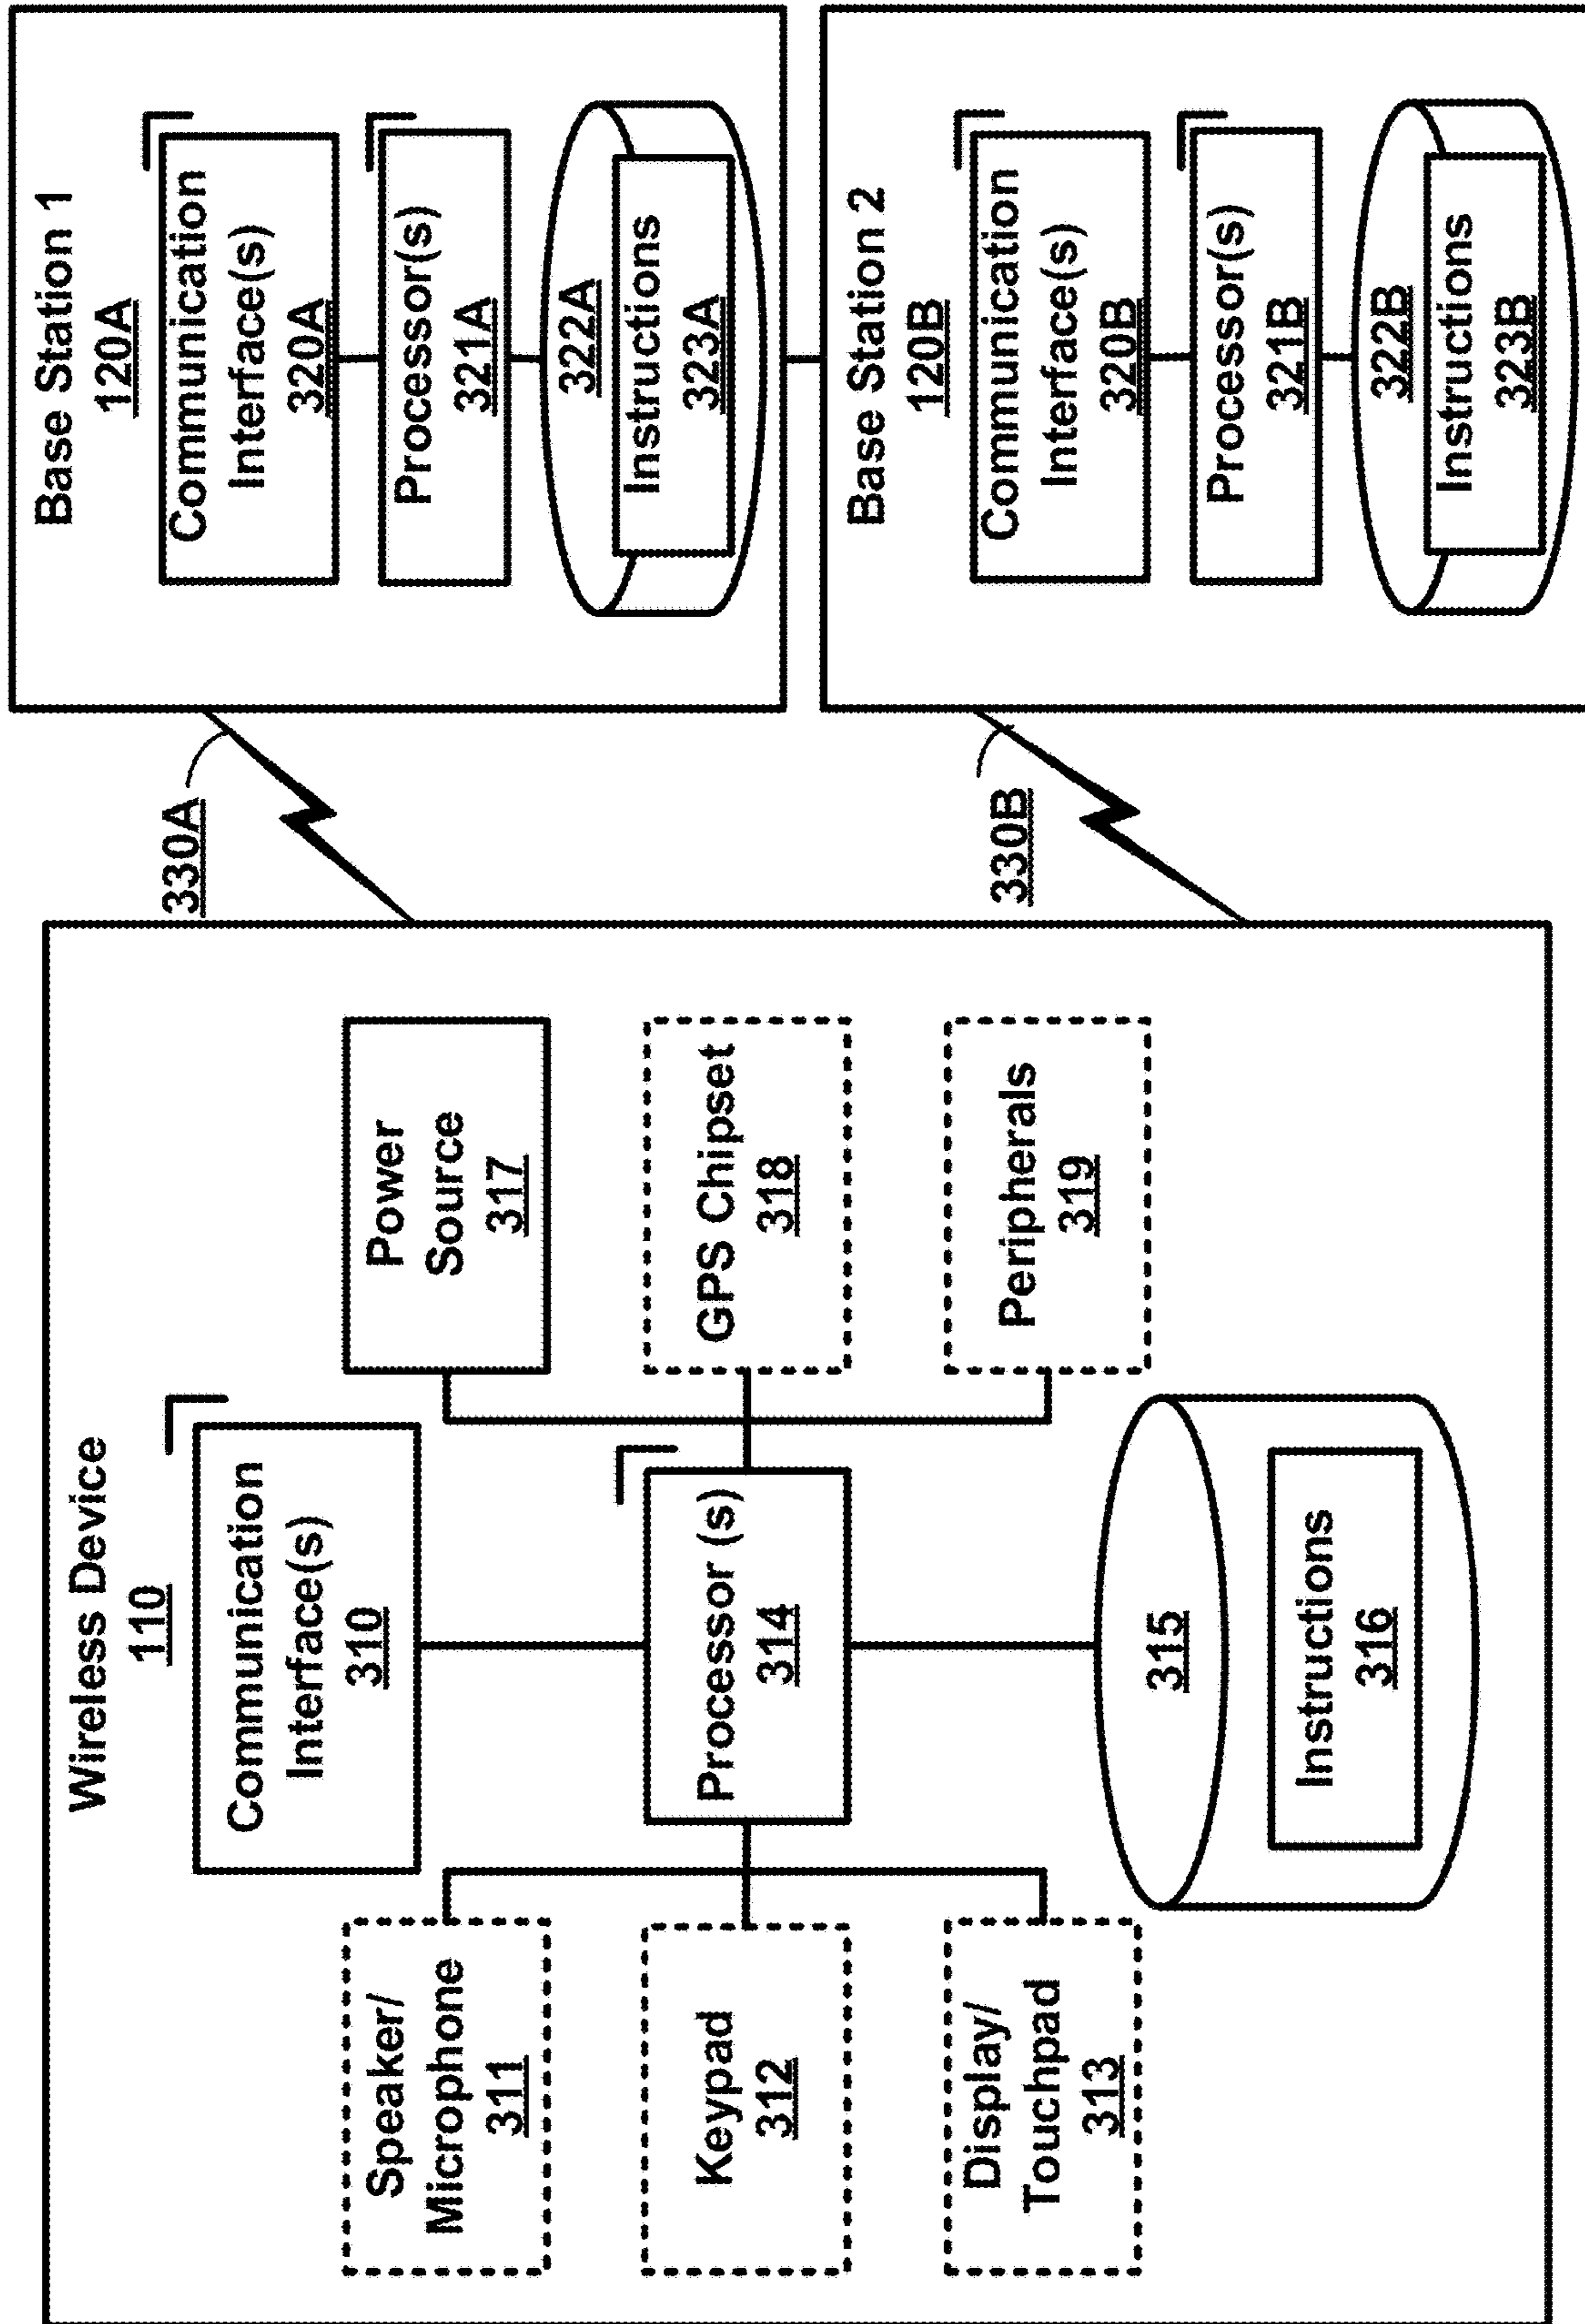 Wireless Device
110
Communication
Interface(s)
310
Speaker/
Microphone
311
Keypad
312
Display/
Touchpad
313
Processor (s)
314
315
Instructions
316
Power
Source
317
GPS Chipset
318
Peripherals
319
330A
330B
Base Station 1
120A
Communication
Interface(s)
320A
Processor(s)
321A
322A
Instructions
323A
Base Station 2
120B
Communication
Interface(s)
320B
Processor(s)
321B
322B
Instructions
323B